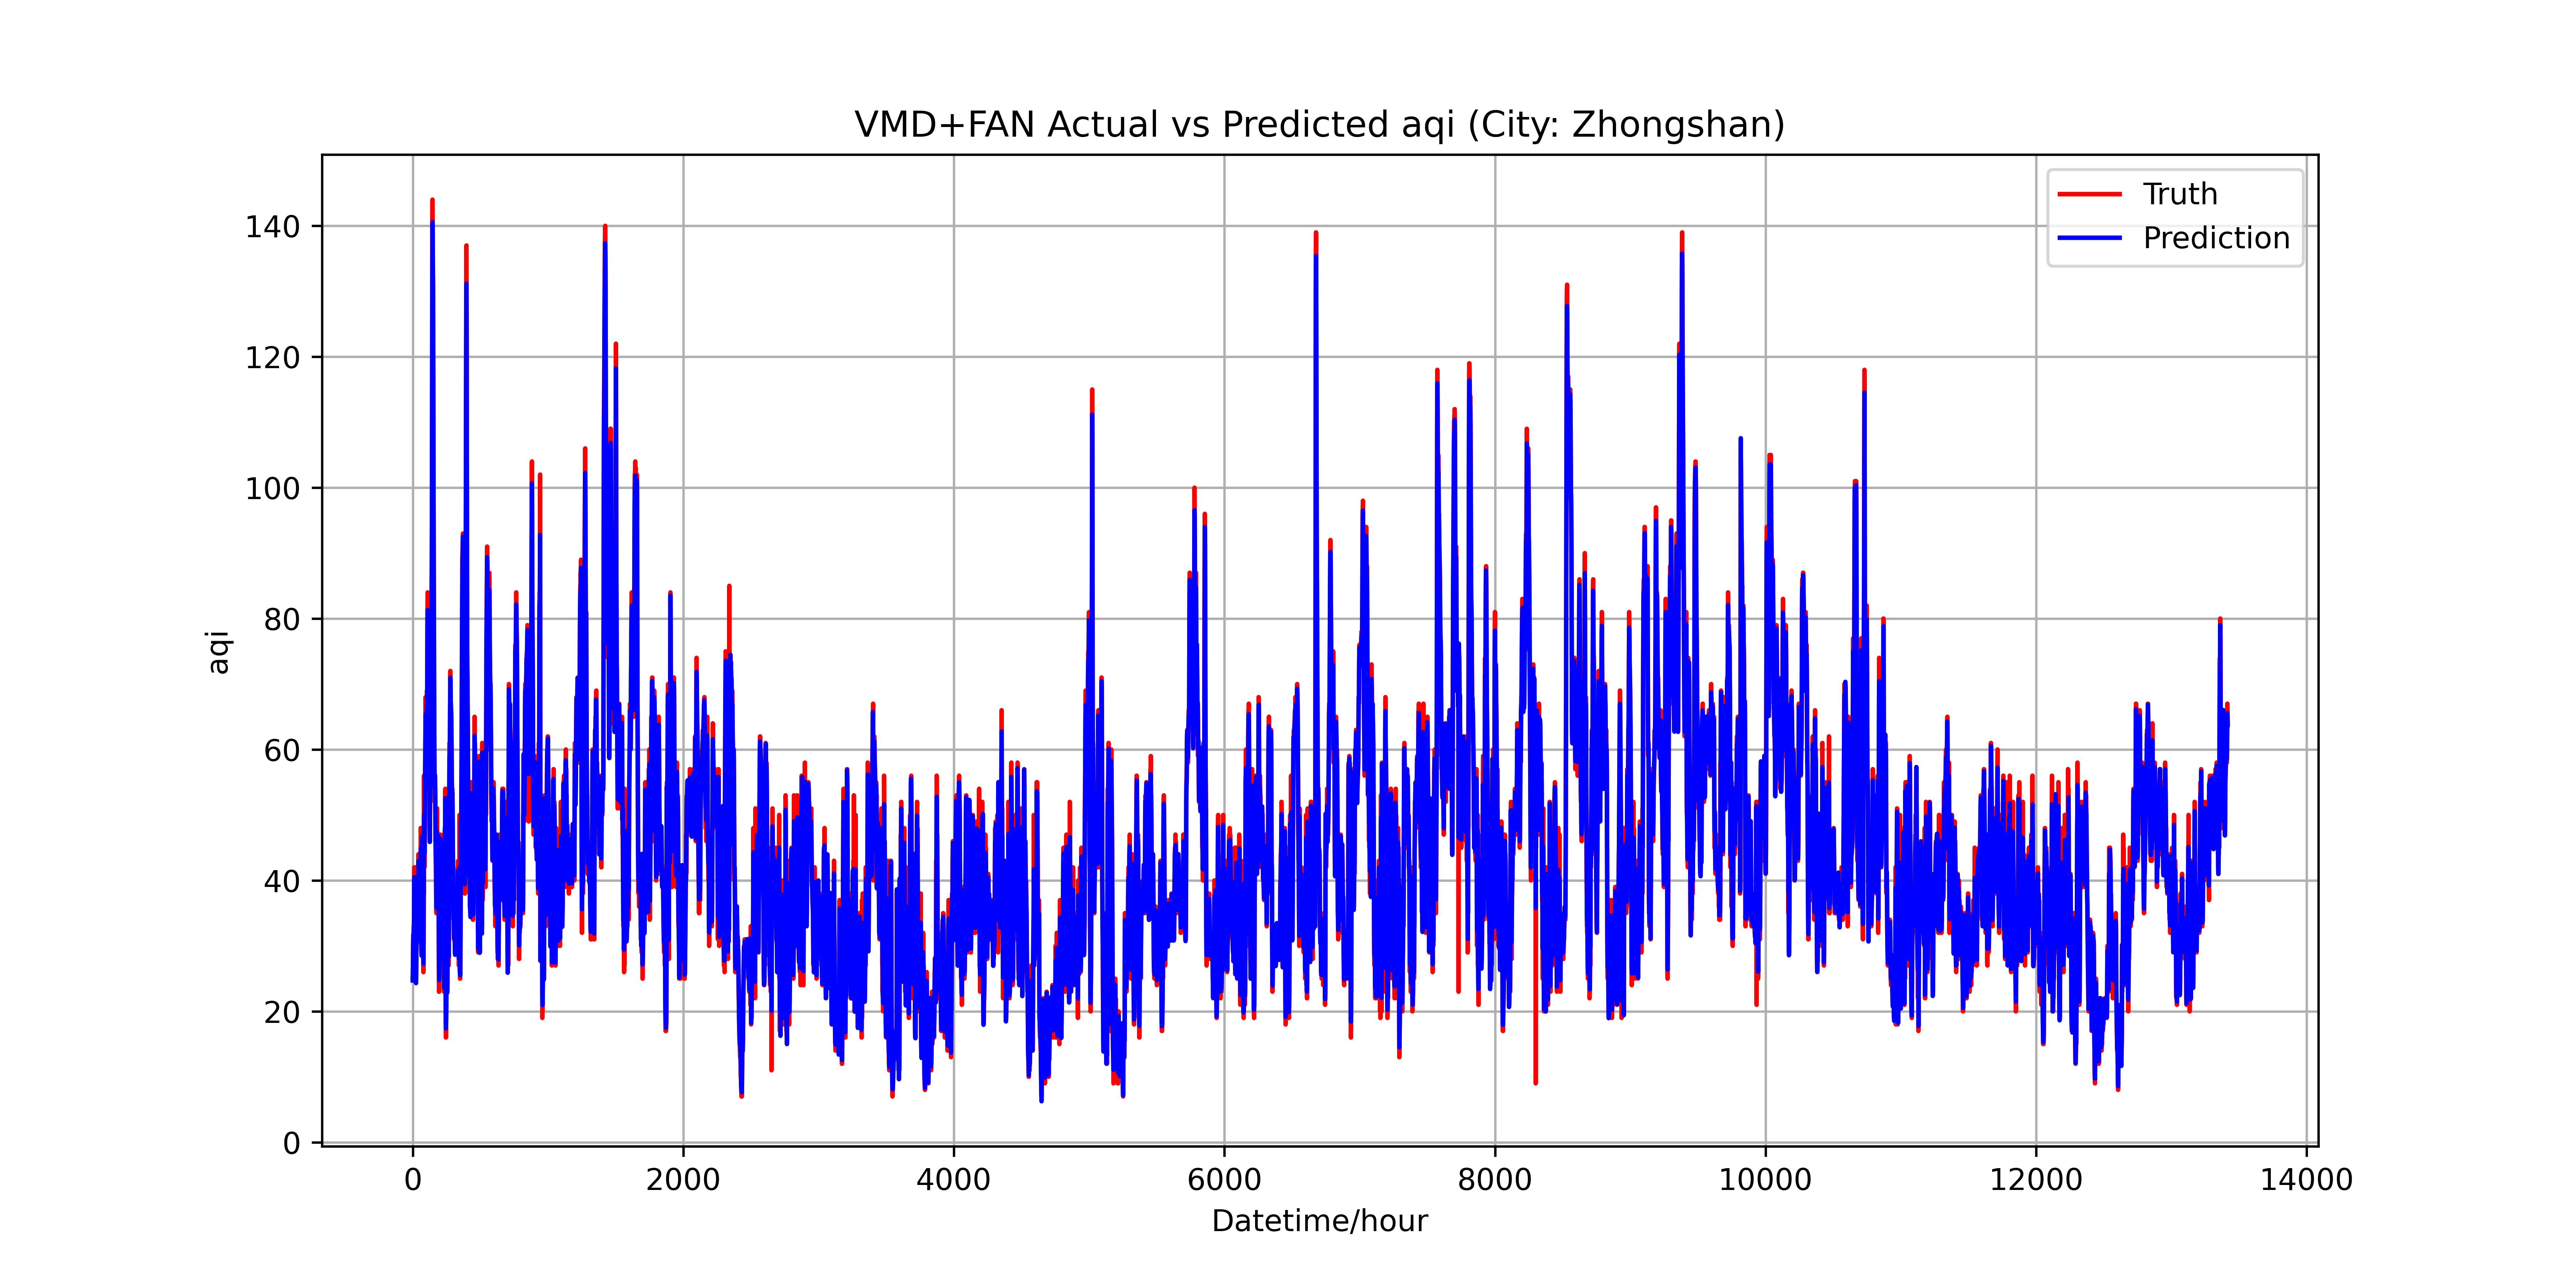 VMD+FAN Actual vs Predicted aqi (City: Zhongshan)
Truth
Prediction
140
120
100
80
60
40
20
0
aqi
0 2000 4000 6000 8000 10000 12000 14000
Datetime/hour